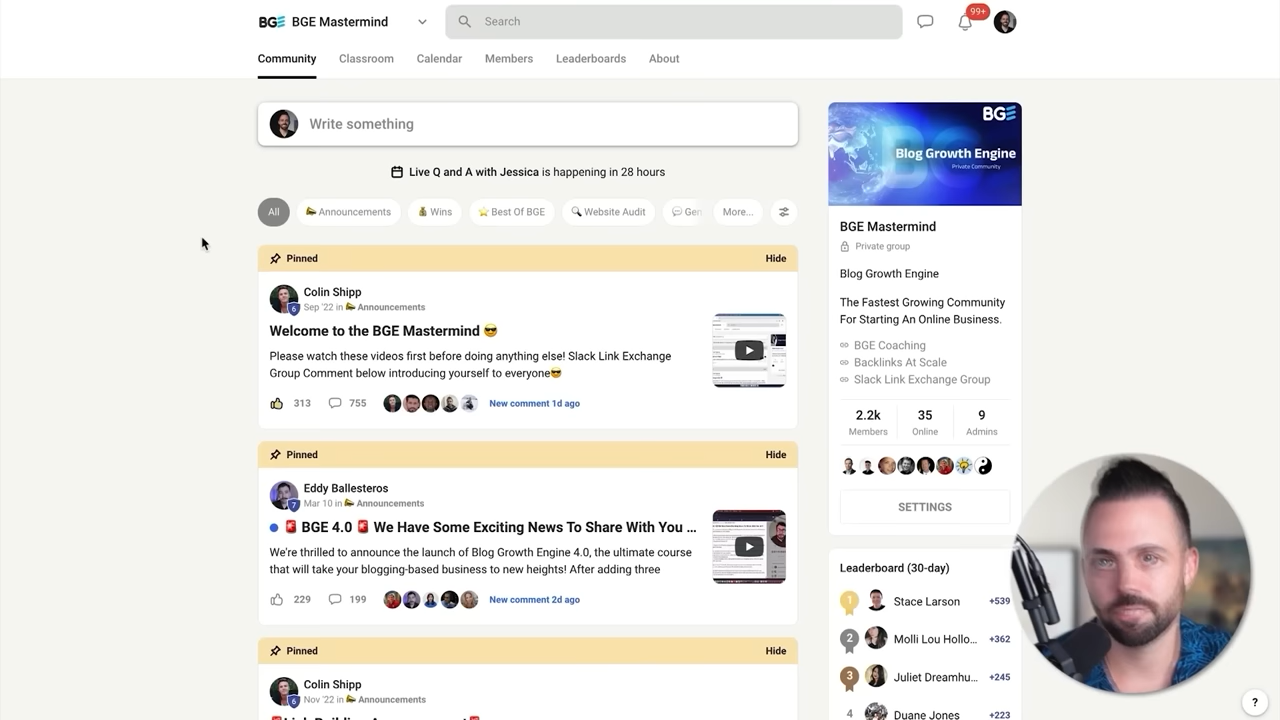 BGE BGE Mastermind
Search
99+
Community Classroom Calendar Members Leaderboards About
Write something
Live Q and A with Jessica is happening in 28 hours
All Announcements Wins Best Of BGE Website Audit Gen More...
Pinned Hide
Colin Shipp
6
Sep '22 in Announcements
Welcome to the BGE Mastermind
Please watch these videos first before doing anything else! Slack Link Exchange
Group Comment below introducing yourself to everyone
313 755 New comment 1d ago
Pinned Hide
Eddy Ballesteros
7
Mar 10 in Announcements
BGE 4.0 We Have Some Exciting News To Share With You ...
We're thrilled to announce the launch of Blog Growth Engine 4.0, the ultimate course
that will take your blogging-based business to new heights! After adding three
229 199 New comment 2d ago
Pinned Hide
Colin Shipp
6
Nov '22 in Announcements
BGE
Blog Growth Engine
Private Community
BGE Mastermind
Private group
Blog Growth Engine
The Fastest Growing Community
For Starting An Online Business.
BGE Coaching
Backlinks At Scale
Slack Link Exchange Group
2.2k 35 9
Members Online Admins
SETTINGS
Leaderboard (30-day)
1 Stace Larson +539
2 Molli Lou Hollo... +362
3 Juliet Dreamhu... +245
4 Duane Jones +223
?